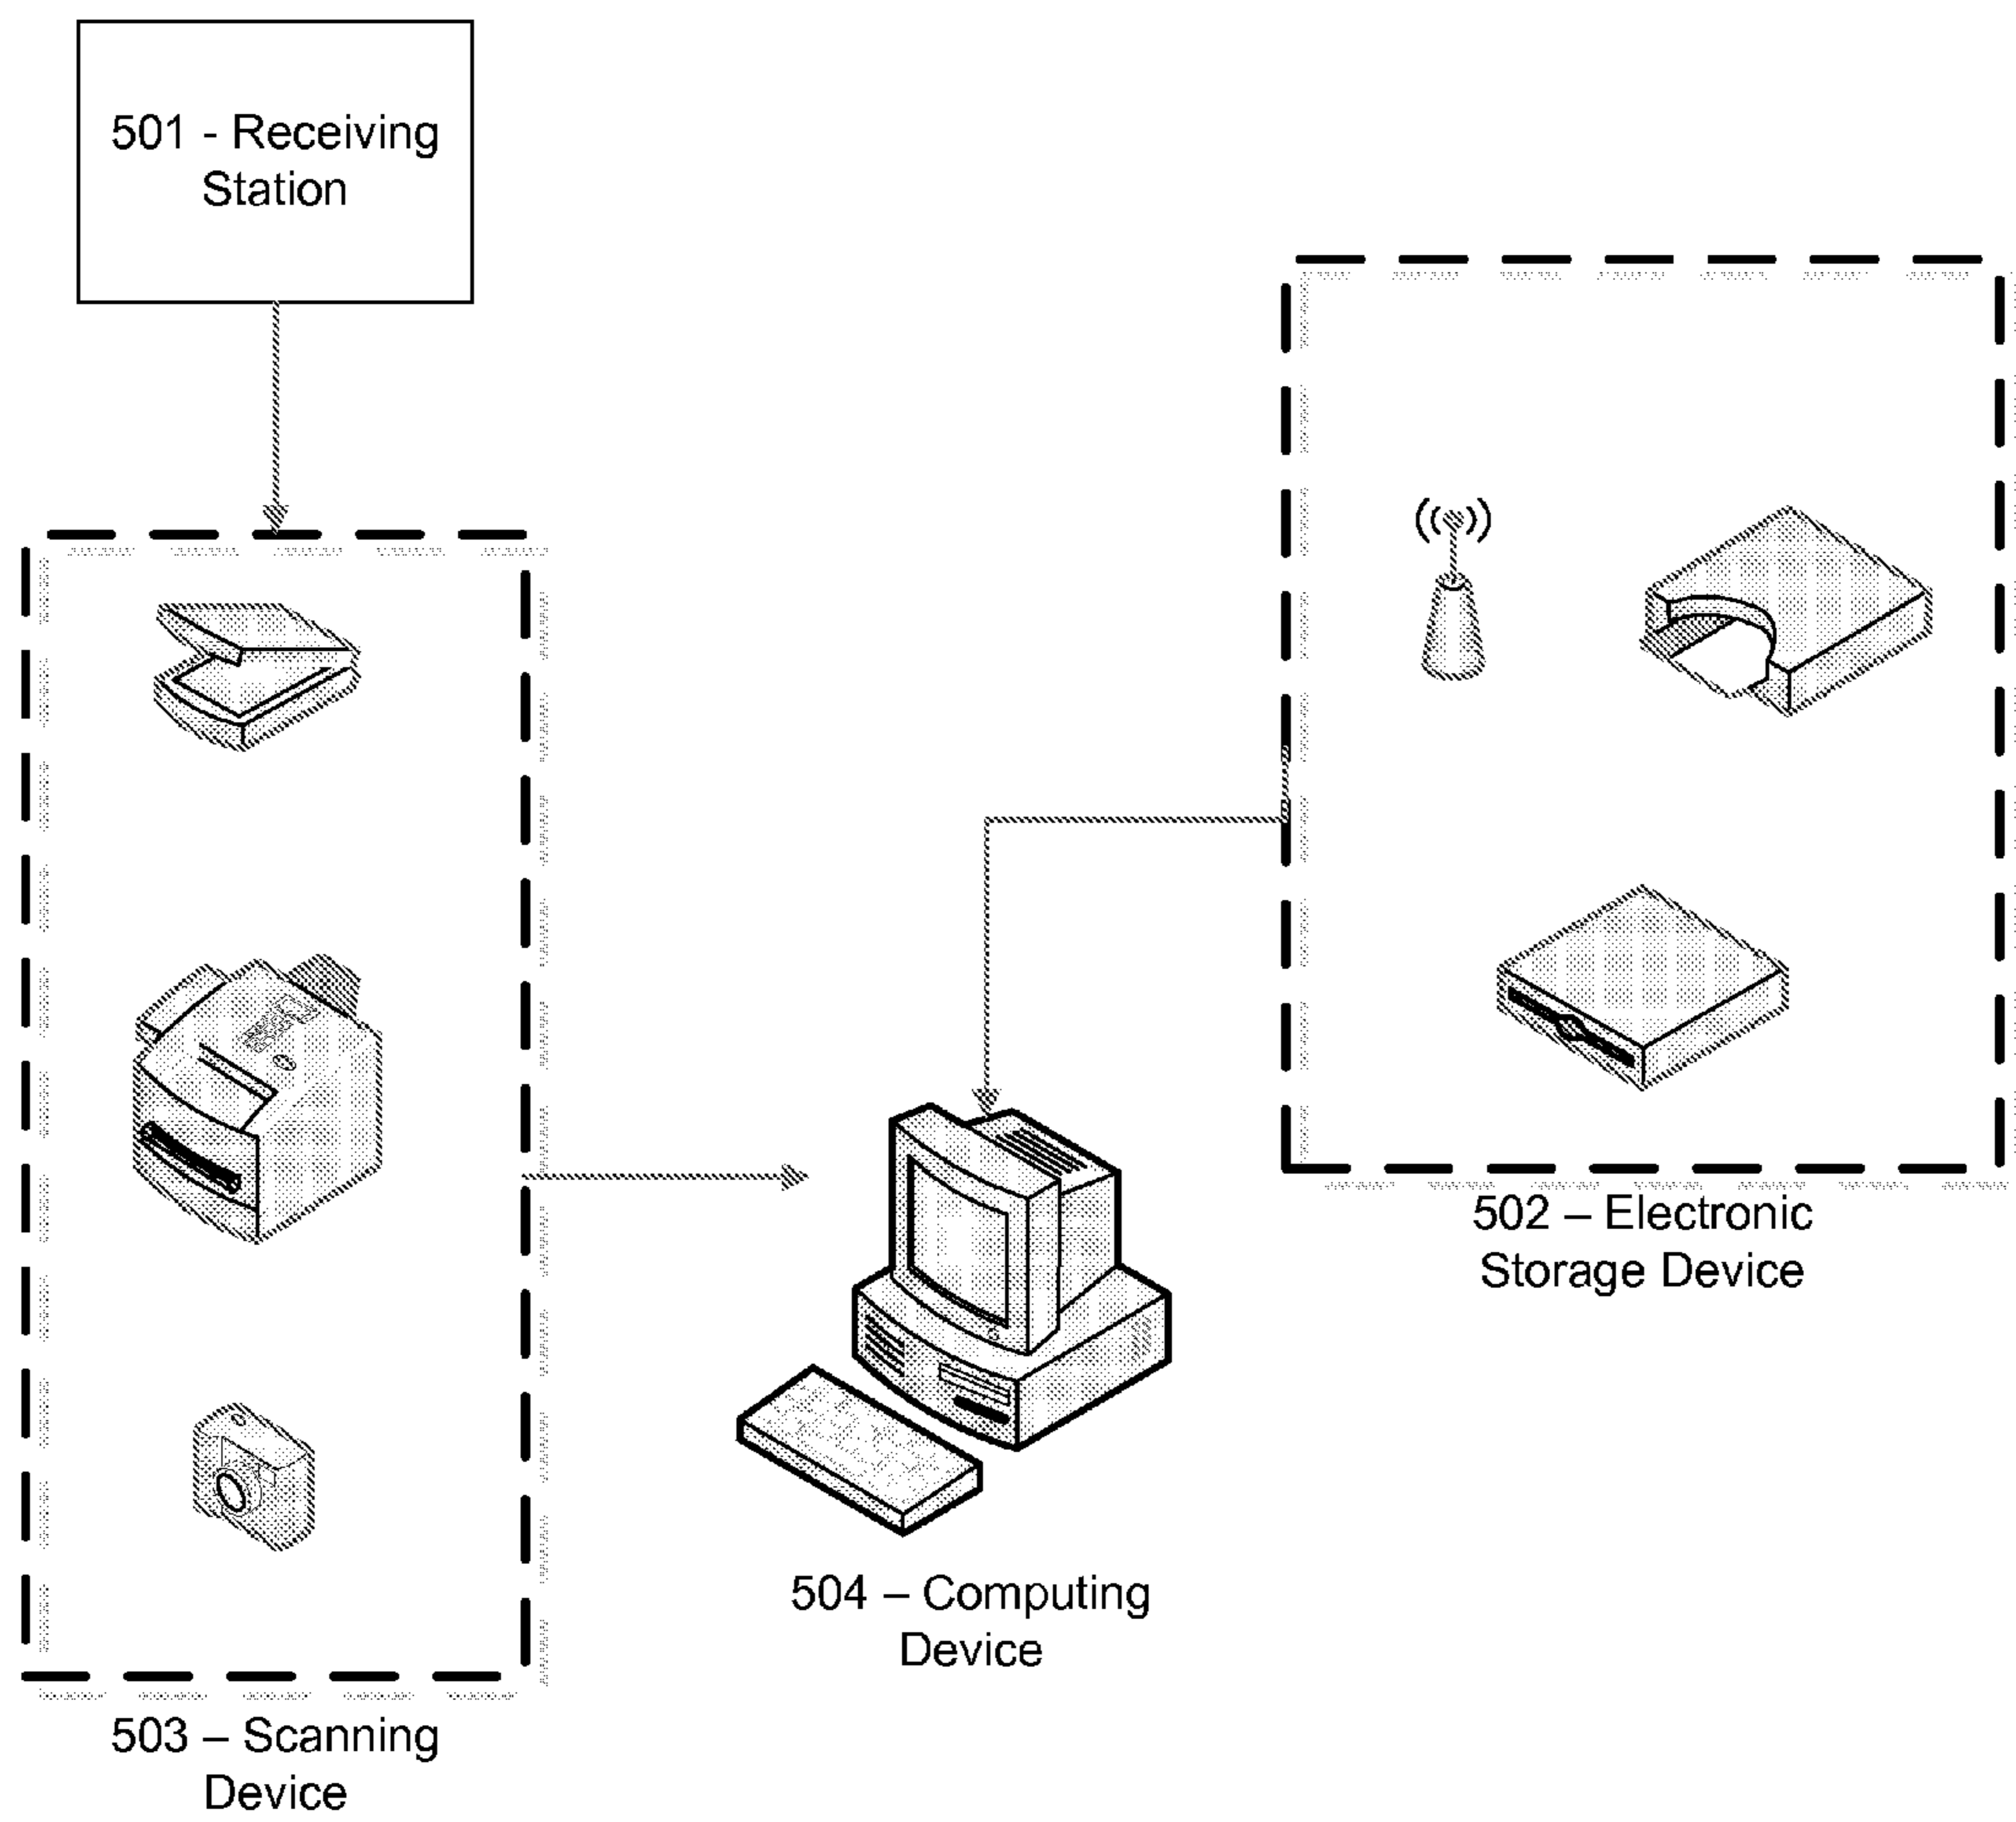 501 - Receiving
Station
502 – Electronic
Storage Device
504 – Computing
Device
503 – Scanning
Device